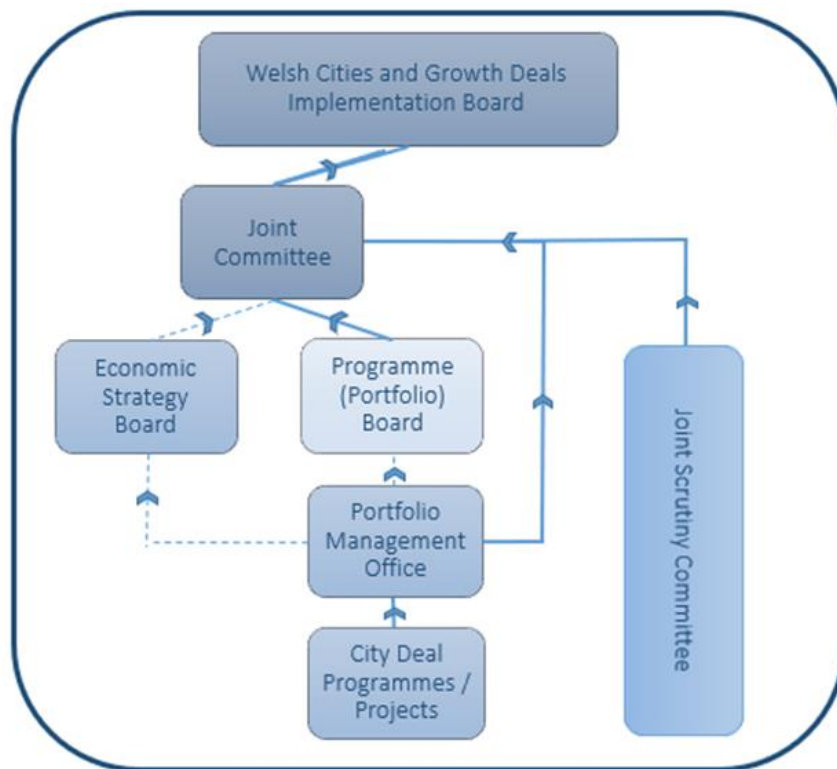 Welsh Cities and Growth Deals
Implementation Board
Joint
Committee
Economic
Strategy
Board
Programme
(Portfolio)
Board
Portfolio
Management
Office
City Deal
Programmes /
Projects
Joint Scrutiny Committee